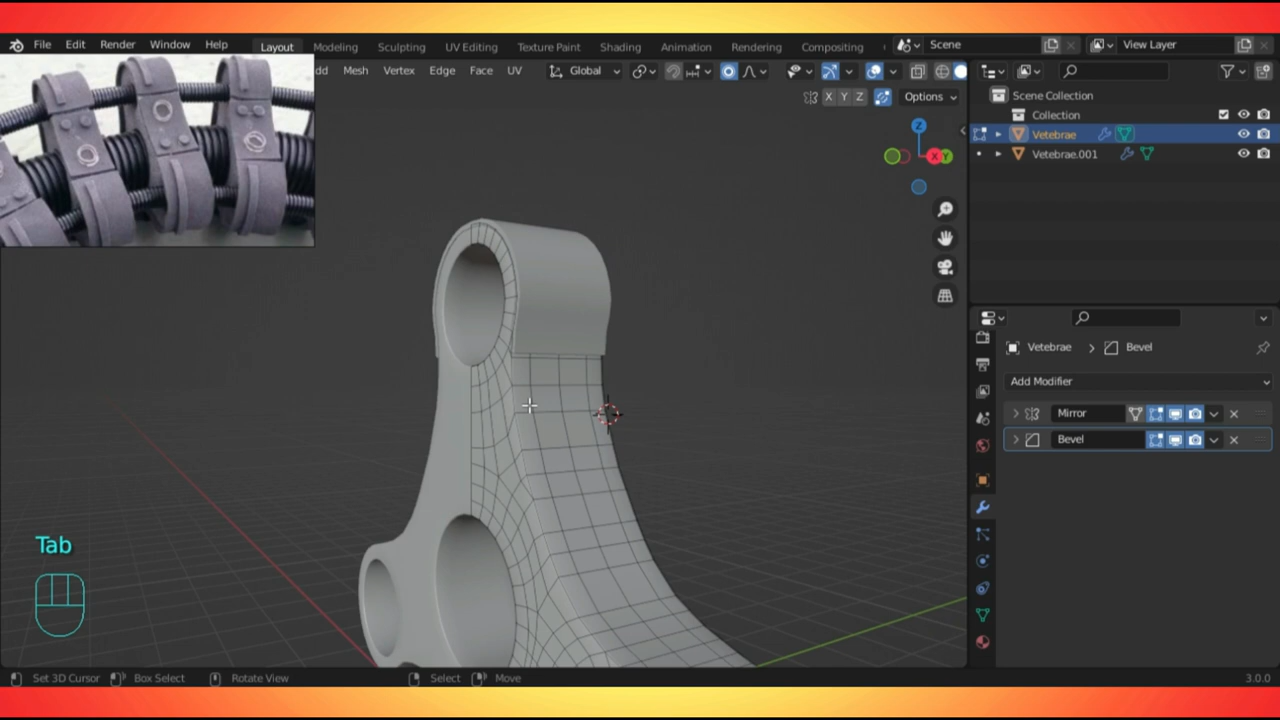 File Edit Render Window Help Layout Modeling Sculpting UV Editing Texture Paint Shading Animation Rendering Compositing Scene View Layer
dd Mesh Vertex Edge Face UV Global
Scene Collection
X Y Z Options
Collection
Vetebrae
Vetebrae.001
Z
X Y
Vetebrae > Bevel
Add Modifier
Mirror
Bevel
Tab
Set 3D Cursor Box Select Rotate View Select Move 3.0.0